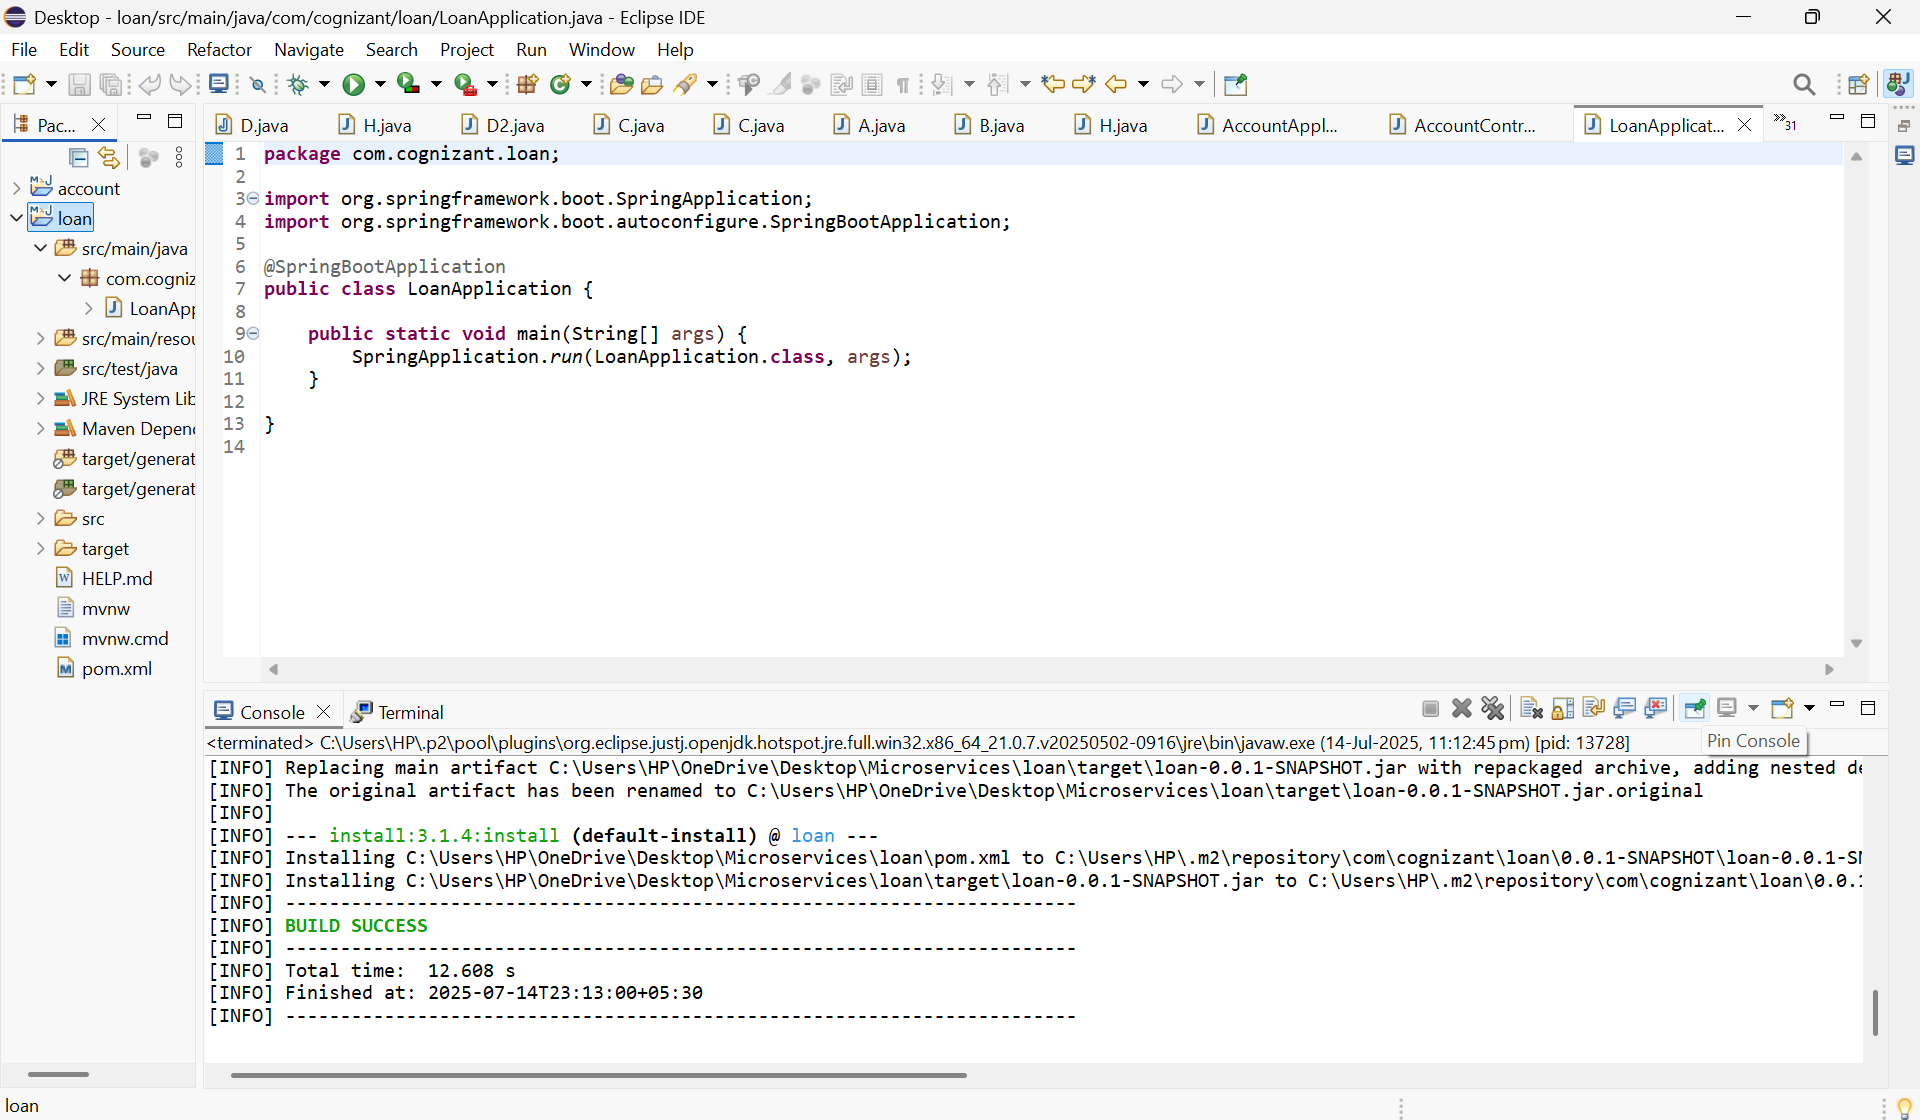 Desktop - loan/src/main/java/com/cognizant/loan/LoanApplication.java - Eclipse IDE
File Edit Source Refactor Navigate Search Project Run Window Help
Pac...
D.java H.java D2.java C.java C.java A.java B.java H.java AccountAppl... AccountContr... LoanApplicat... »31
account
loan
src/main/java
com.cogniz
LoanApp
src/main/resou
src/test/java
JRE System Lib
Maven Depen
target/generat
target/generat
src
target
HELP.md
mvnw
mvnw.cmd
pom.xml
1 package com.cognizant.loan;
2
3 import org.springframework.boot.SpringApplication;
4 import org.springframework.boot.autoconfigure.SpringBootApplication;
5
6 @SpringBootApplication
7 public class LoanApplication {
8
9     public static void main(String[] args) {
10         SpringApplication.run(LoanApplication.class, args);
11     }
12
13 }
14
Console Terminal
<terminated> C:\Users\HP\.p2\pool\plugins\org.eclipse.justj.openjdk.hotspot.jre.full.win32.x86_64_21.0.7.v20250502-0916\jre\bin\javaw.exe (14-Jul-2025, 11:12:45 pm) [pid: 13728]
Pin Console
[INFO] Replacing main artifact C:\Users\HP\OneDrive\Desktop\Microservices\loan\target\loan-0.0.1-SNAPSHOT.jar with repackaged archive, adding nested de
[INFO] The original artifact has been renamed to C:\Users\HP\OneDrive\Desktop\Microservices\loan\target\loan-0.0.1-SNAPSHOT.jar.original
[INFO]
[INFO] --- install:3.1.4:install (default-install) @ loan ---
[INFO] Installing C:\Users\HP\OneDrive\Desktop\Microservices\loan\pom.xml to C:\Users\HP\.m2\repository\com\cognizant\loan\0.0.1-SNAPSHOT\loan-0.0.1-SN
[INFO] Installing C:\Users\HP\OneDrive\Desktop\Microservices\loan\target\loan-0.0.1-SNAPSHOT.jar to C:\Users\HP\.m2\repository\com\cognizant\loan\0.0.1
[INFO] ------------------------------------------------------------------------
[INFO] BUILD SUCCESS
[INFO] ------------------------------------------------------------------------
[INFO] Total time:  12.608 s
[INFO] Finished at: 2025-07-14T23:13:00+05:30
[INFO] ------------------------------------------------------------------------
loan